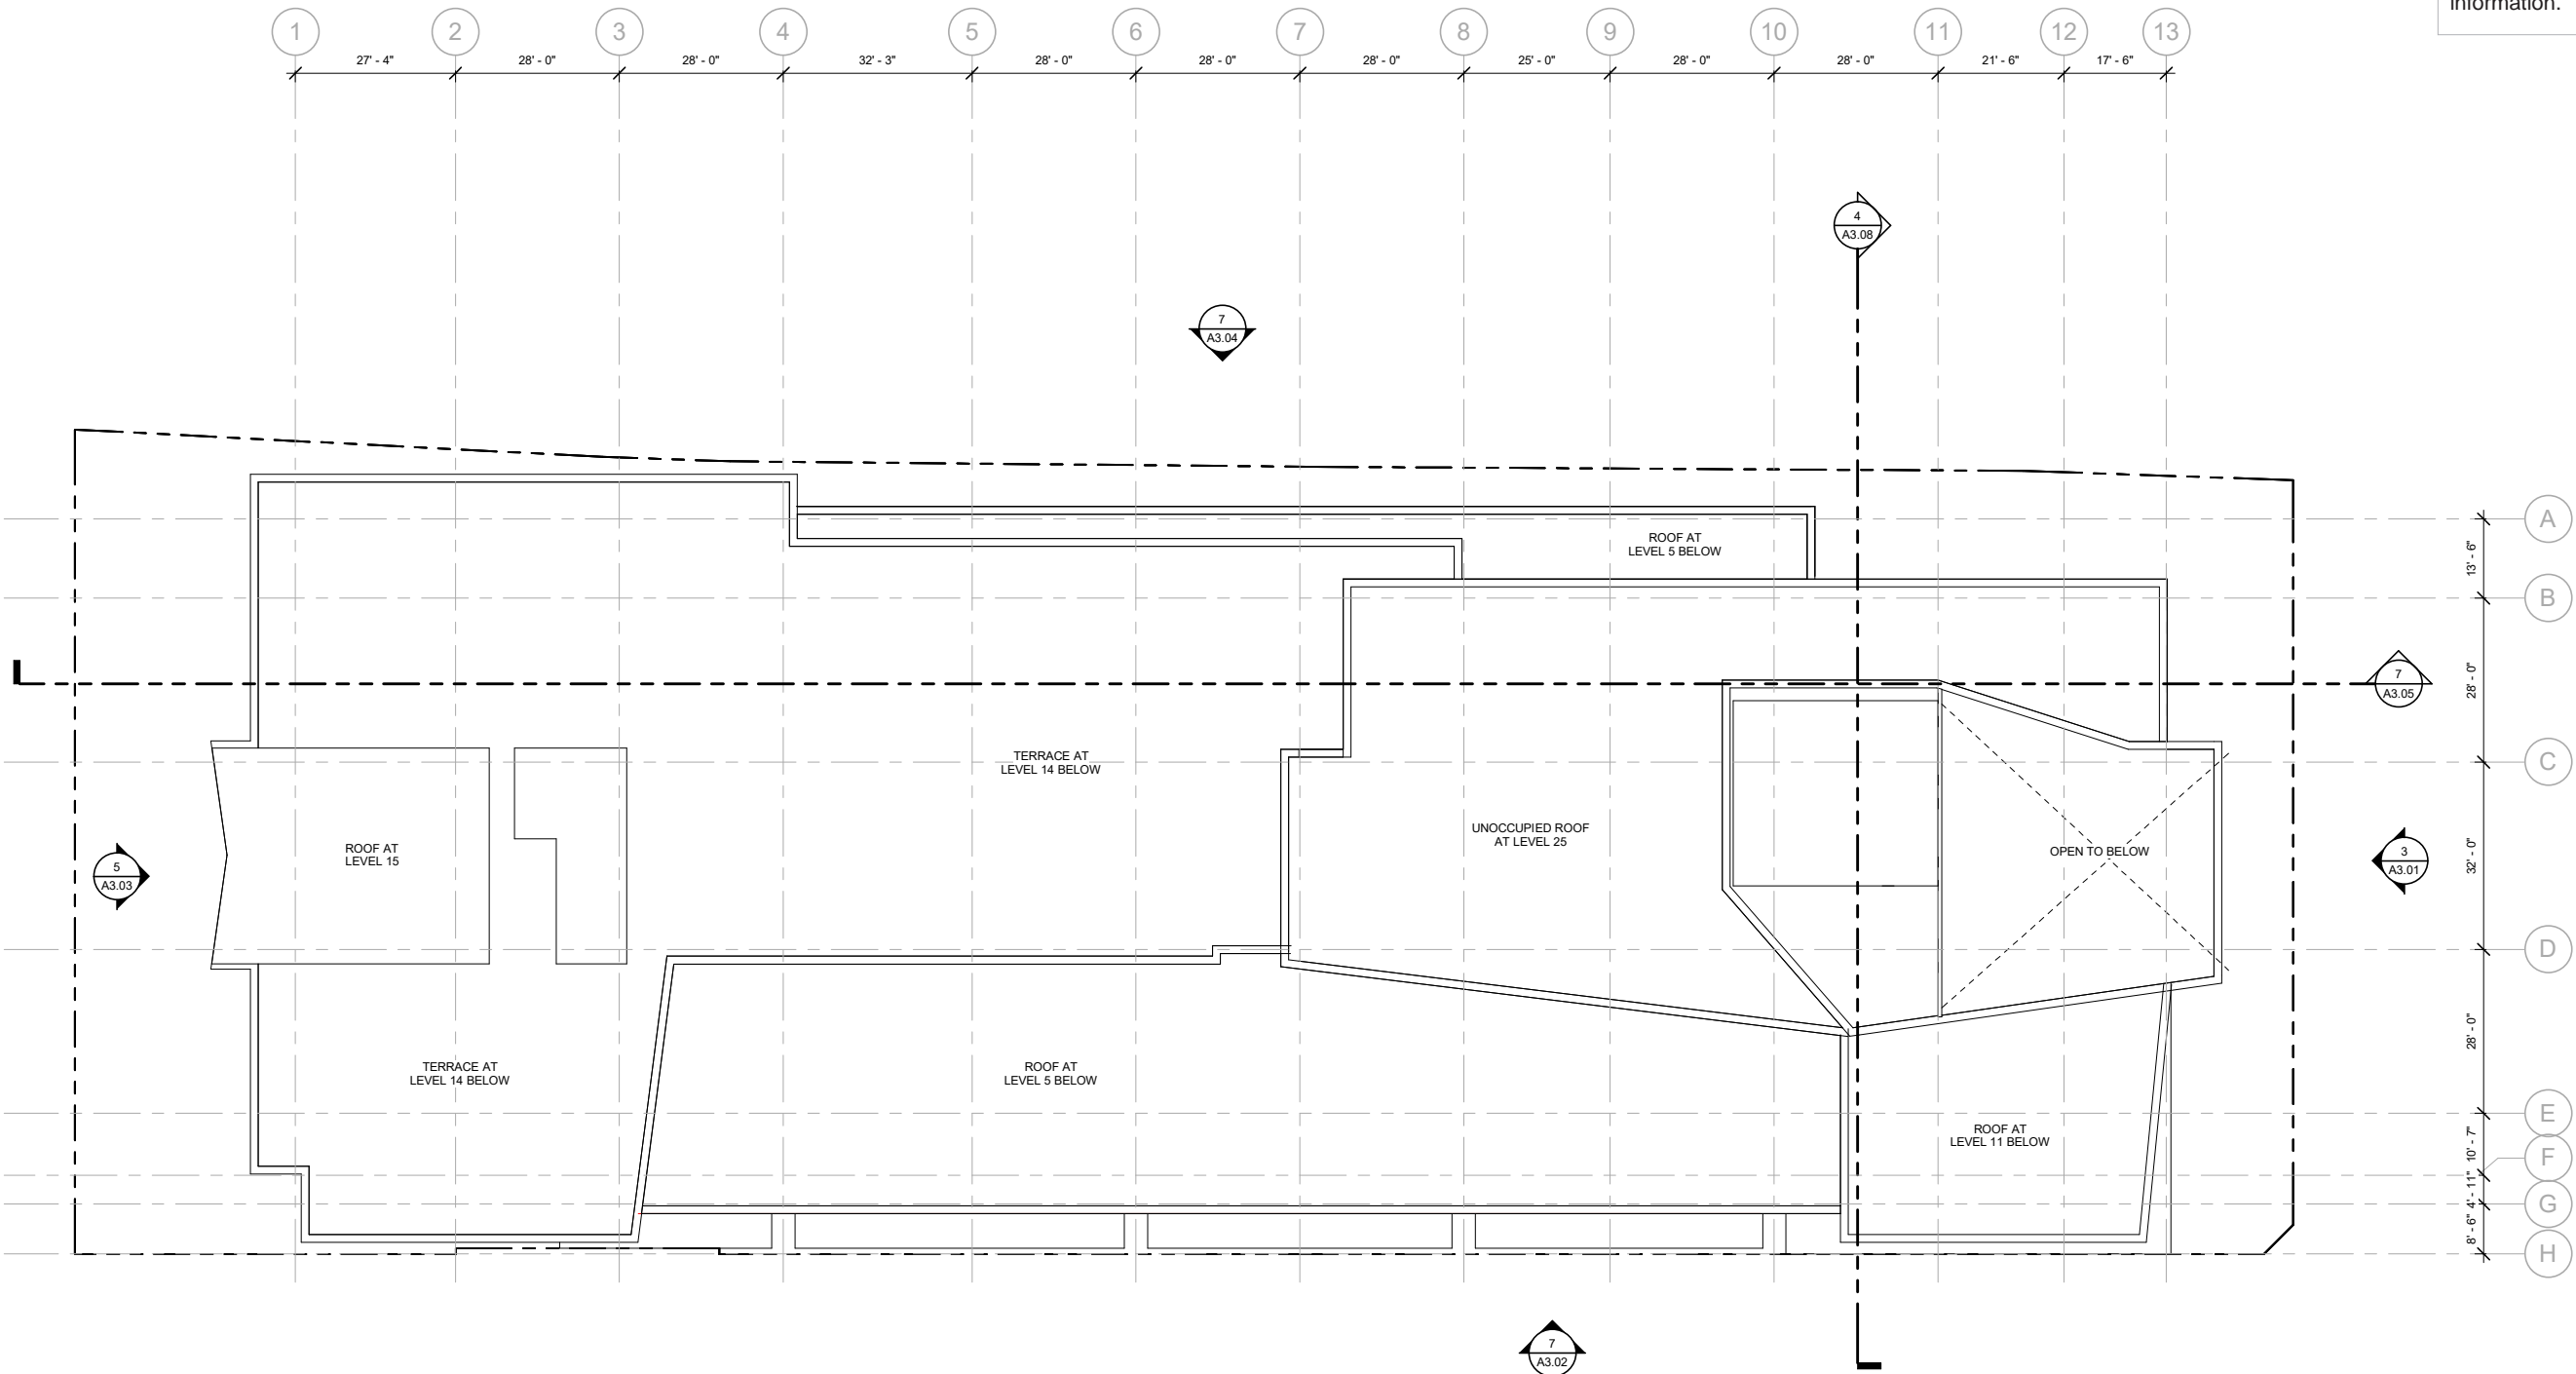 information.
1 2 3 4 5 6 7 8 9 10 11 12 13
27' - 4" 28' - 0" 28' - 0" 32' - 3" 28' - 0" 28' - 0" 28' - 0" 25' - 0" 28' - 0" 28' - 0" 21' - 6" 17' - 6"
4
A3.08
7
A3.04
A
ROOF AT
LEVEL 5 BELOW
13' - 6"
B
28' - 0"
7
A3.05
TERRACE AT
LEVEL 14 BELOW
C
UNOCCUPIED ROOF
AT LEVEL 25
ROOF AT
LEVEL 15
OPEN TO BELOW
32' - 0"
5
A3.03
3
A3.01
D
28' - 0"
TERRACE AT
LEVEL 14 BELOW
ROOF AT
LEVEL 5 BELOW
E
ROOF AT
LEVEL 11 BELOW
10' - 7"
F
4' - 11"
G
8' - 6"
H
7
A3.02